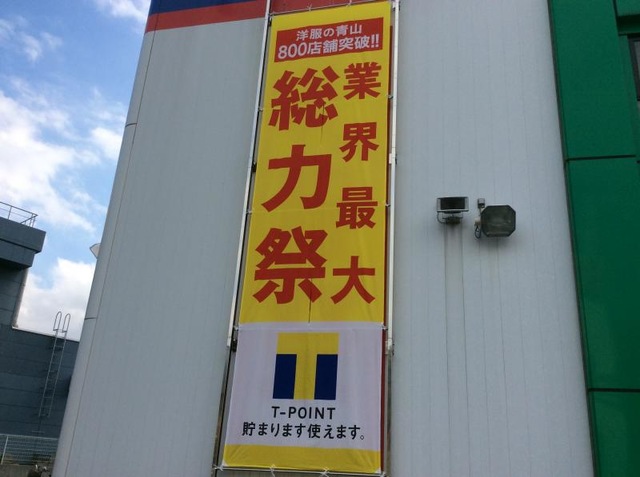 洋服の青山
800店舗突破!!
業界最大
総力祭
T
T-POINT
貯まります使えます。